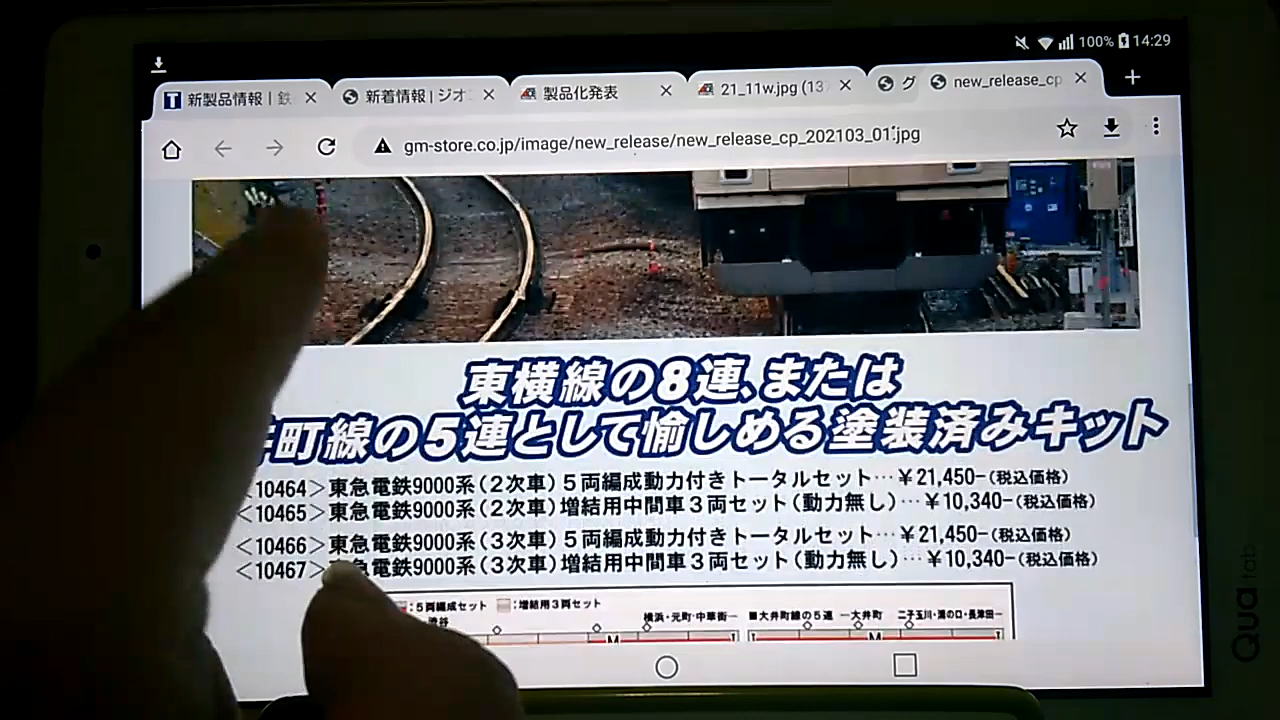 100% 14:29
新製品情報 | 鉄
新着情報 | ジオ
製品化発表
21_11w.jpg (13
グ
new_release_cp
gm-store.co.jp/image/new_release/new_release_cp_202103_01.jpg
東横線の8連、または
町線の5連として愉しめる塗装済みキット
<10464>東急電鉄9000系(2次車)5両編成動力付きトータルセット…¥21,450-(税込価格)
<10465>東急電鉄9000系(2次車)増結用中間車3両セット(動力無し)…¥10,340-(税込価格)
<10466>東急電鉄9000系(3次車)5両編成動力付きトータルセット…¥21,450-(税込価格)
<10467>東急電鉄9000系(3次車)増結用中間車3両セット(動力無し)…¥10,340-(税込価格)
:5両編成セット :増結用3両セット
渋谷 横浜・元町・中華街― ■大井町線の5連 ―大井町 二子玉川・溝の口・長津田―
M M
Qua tab